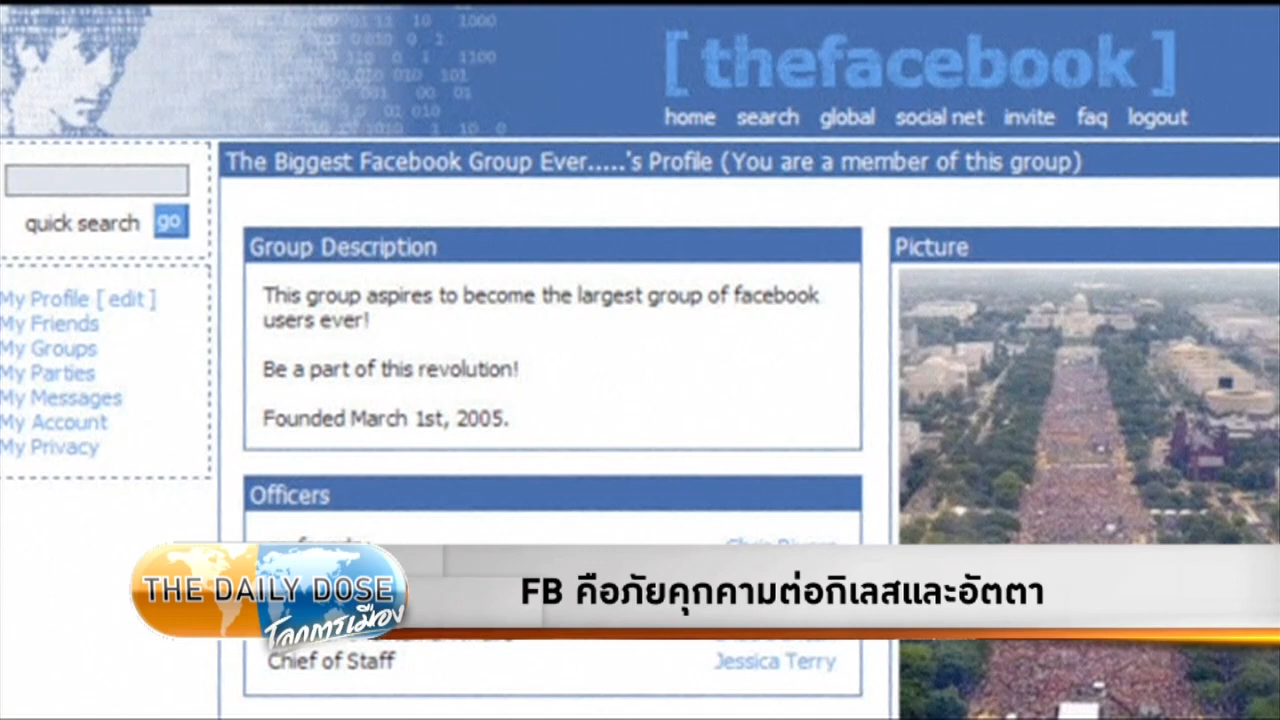 [ thefacebook ]
home search global social net invite faq logout
The Biggest Facebook Group Ever.....'s Profile (You are a member of this group)
quick search go
My Profile [ edit ]
My Friends
My Groups
My Parties
My Messages
My Account
My Privacy
Group Description
This group aspires to become the largest group of facebook
users ever!
Be a part of this revolution!
Founded March 1st, 2005.
Picture
Officers
THE DAILY DOSE
โลกการเมือง
FB คือภัยคุกคามต่อกิเลสและอัตตา
Chief of Staff Jessica Terry